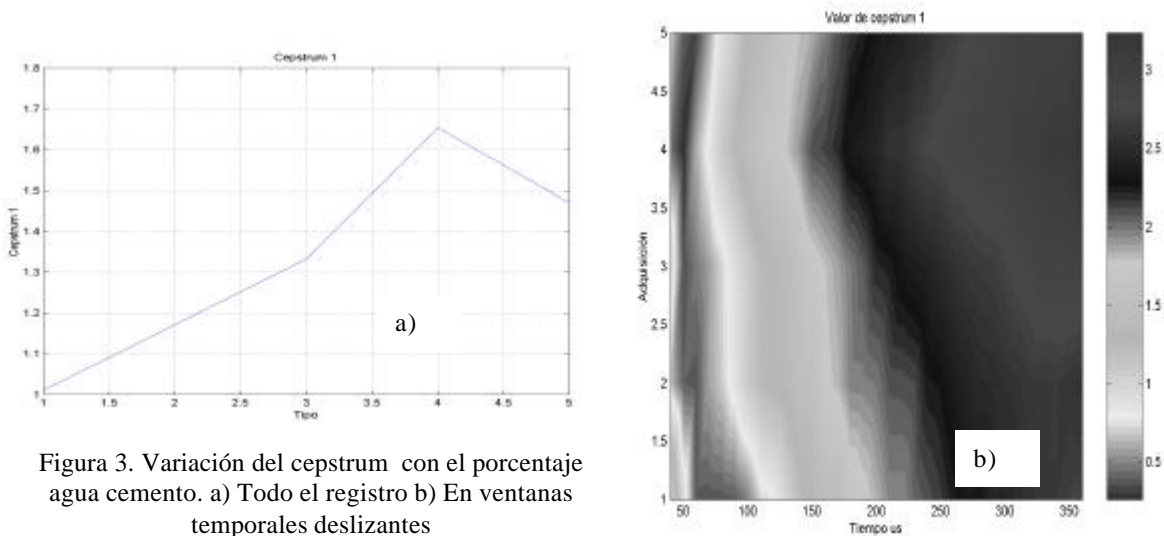 Cepstrum 1
1.8
1.7
1.6
1.5
1.4
1.3
1.2
1.1
1
Cepstrum 1
a)
1 1.5 2 2.5 3 3.5 4 4.5 5
Tipo
Figura 3. Variación del cepstrum con el porcentaje
agua cemento. a) Todo el registro b) En ventanas
temporales deslizantes
Valor de cepstrum 1
5
4.5
4
3.5
3
2.5
2
1.5
1
Adquisición
b)
50 100 150 200 250 300 350
Tiempo us
3
2.5
2
1.5
1
0.5